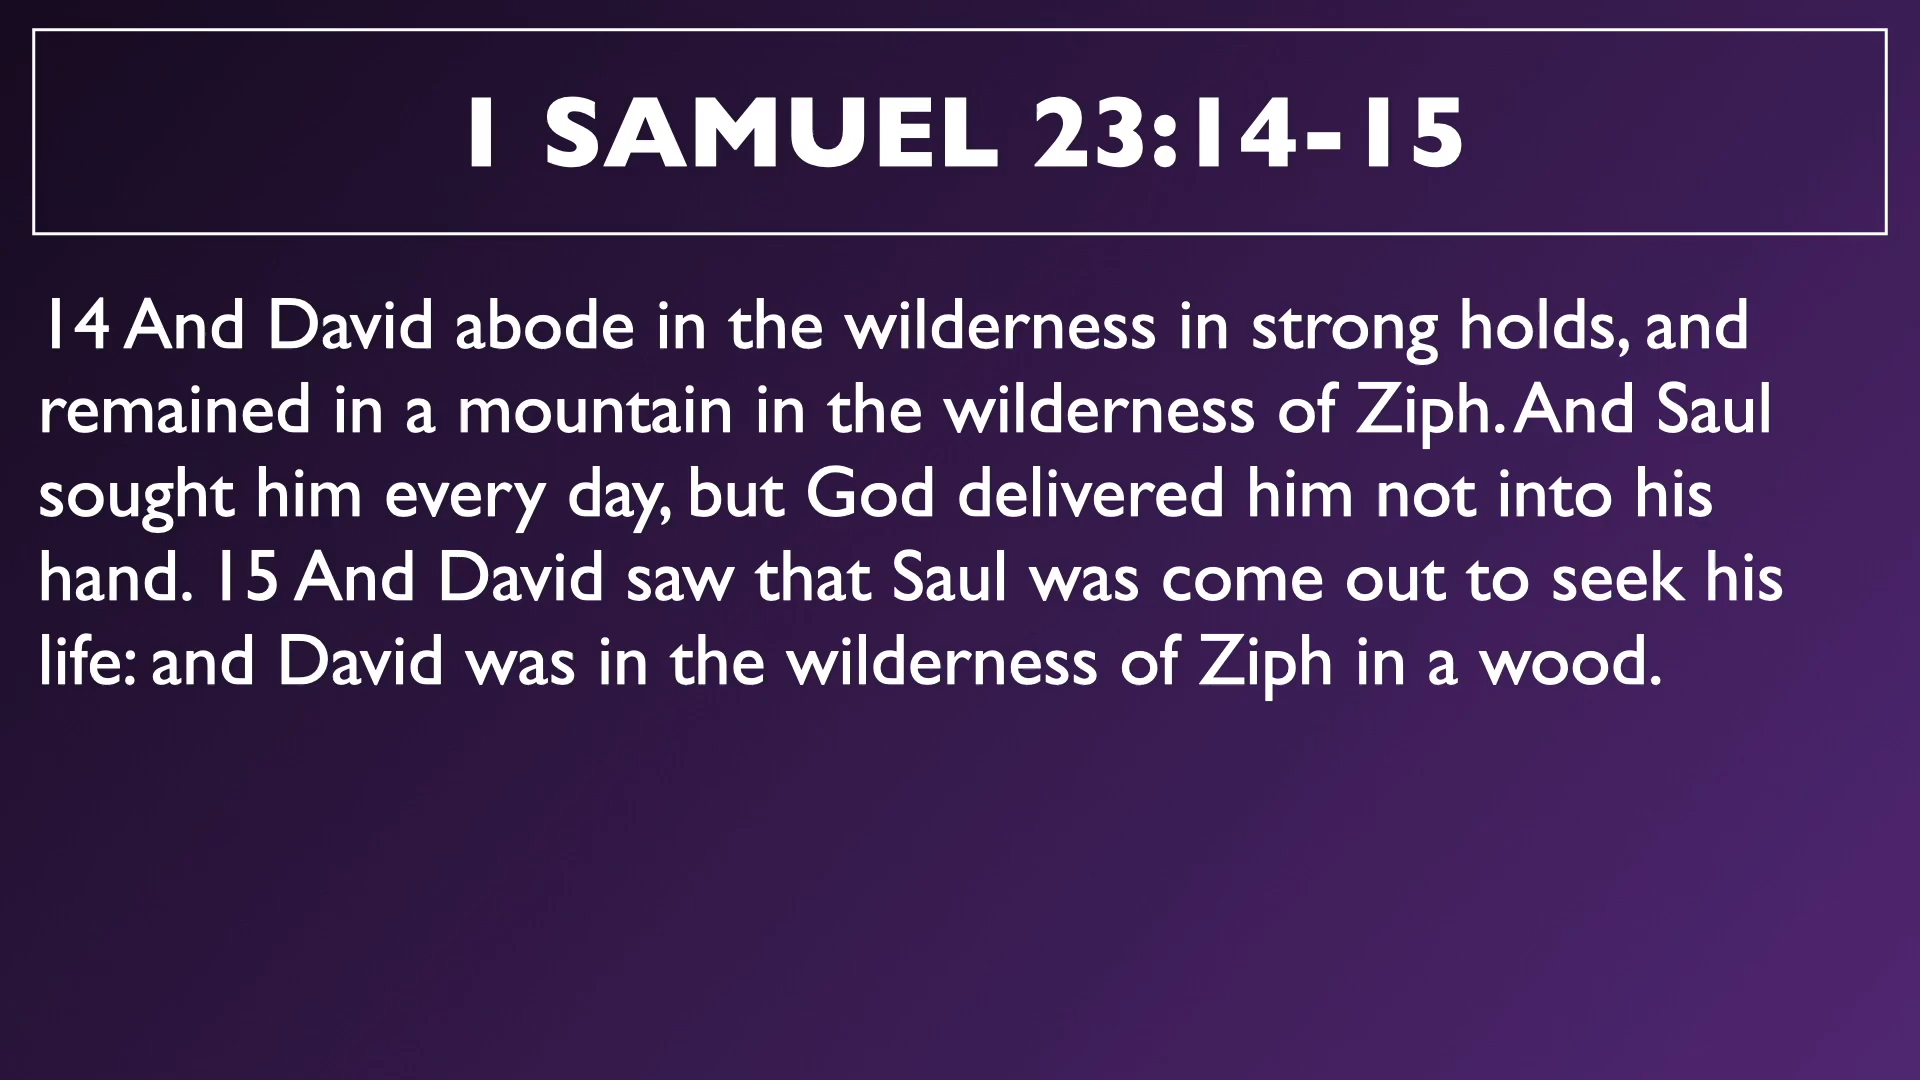 1 SAMUEL 23:14-15
14 And David abode in the wilderness in strong holds, and
remained in a mountain in the wilderness of Ziph. And Saul
sought him every day, but God delivered him not into his
hand. 15 And David saw that Saul was come out to seek his
life: and David was in the wilderness of Ziph in a wood.